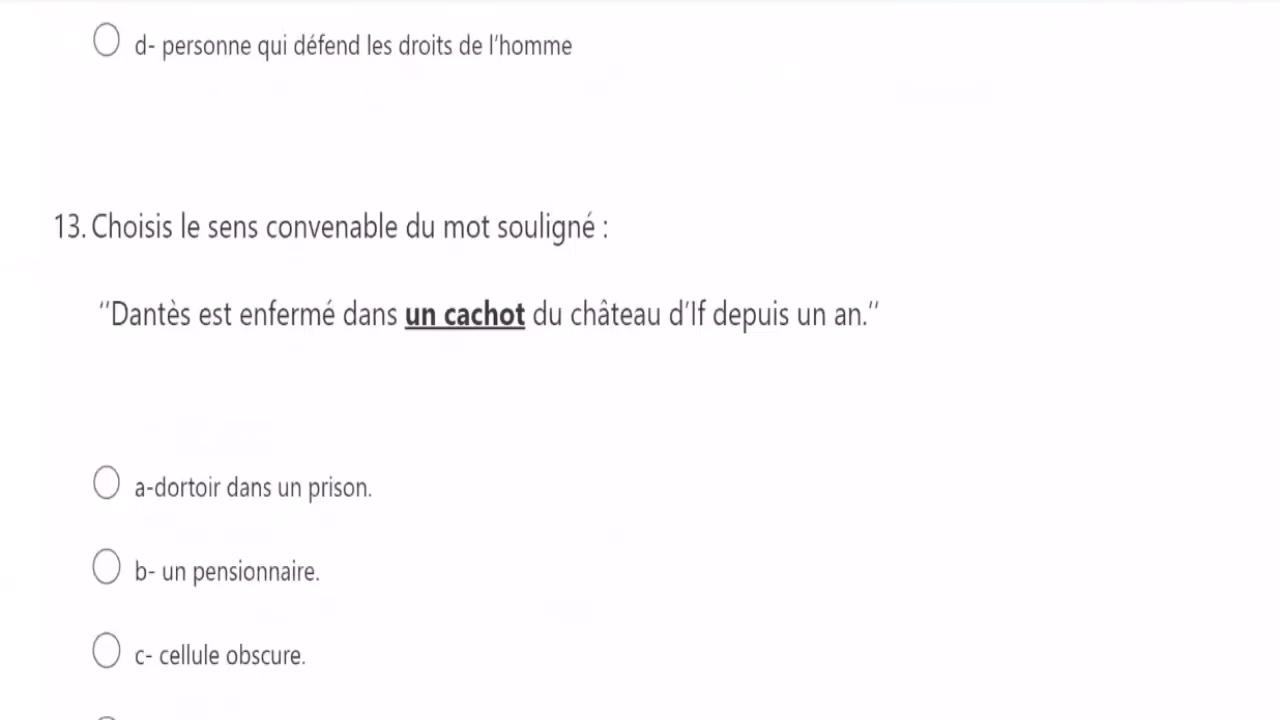 d- personne qui défend les droits de l’homme
13. Choisis le sens convenable du mot souligné :
‘‘Dantès est enfermé dans un cachot du château d’If depuis un an.’’
a-dortoir dans un prison.
b- un pensionnaire.
c- cellule obscure.